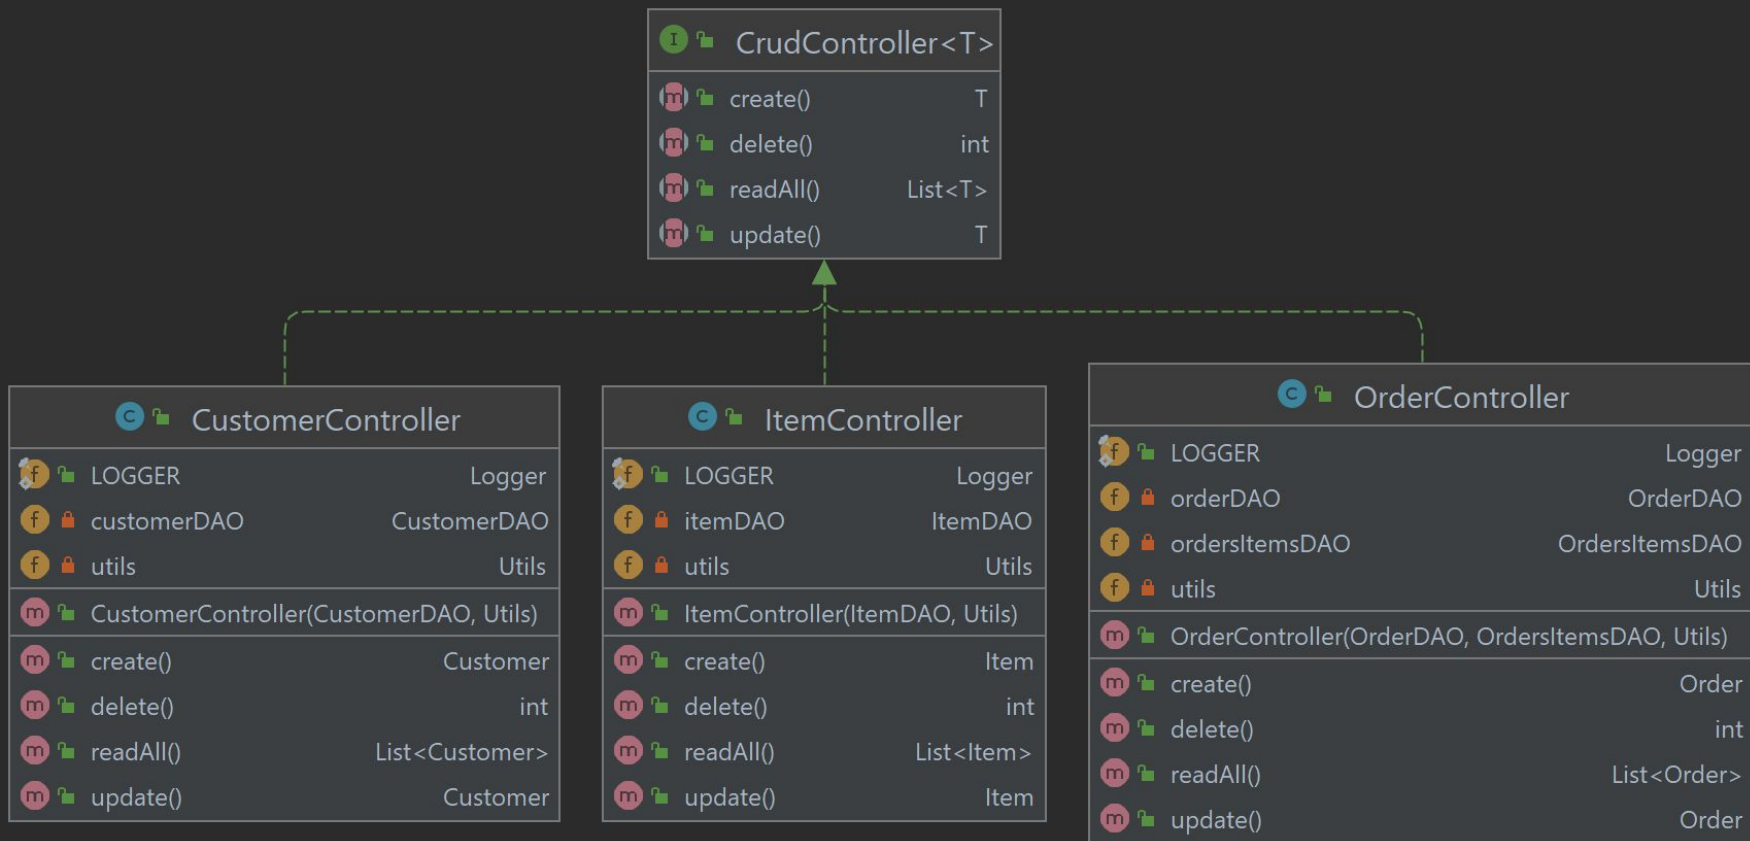 I CrudController<T>
m create() T
m delete() int
m readAll() List<T>
m update() T
C CustomerController
f LOGGER Logger
f customerDAO CustomerDAO
f utils Utils
m CustomerController(CustomerDAO, Utils)
m create() Customer
m delete() int
m readAll() List<Customer>
m update() Customer
C ItemController
f LOGGER Logger
f itemDAO ItemDAO
f utils Utils
m ItemController(ItemDAO, Utils)
m create() Item
m delete() int
m readAll() List<Item>
m update() Item
C OrderController
f LOGGER Logger
f orderDAO OrderDAO
f ordersItemsDAO OrdersItemsDAO
f utils Utils
m OrderController(OrderDAO, OrdersItemsDAO, Utils)
m create() Order
m delete() int
m readAll() List<Order>
m update() Order